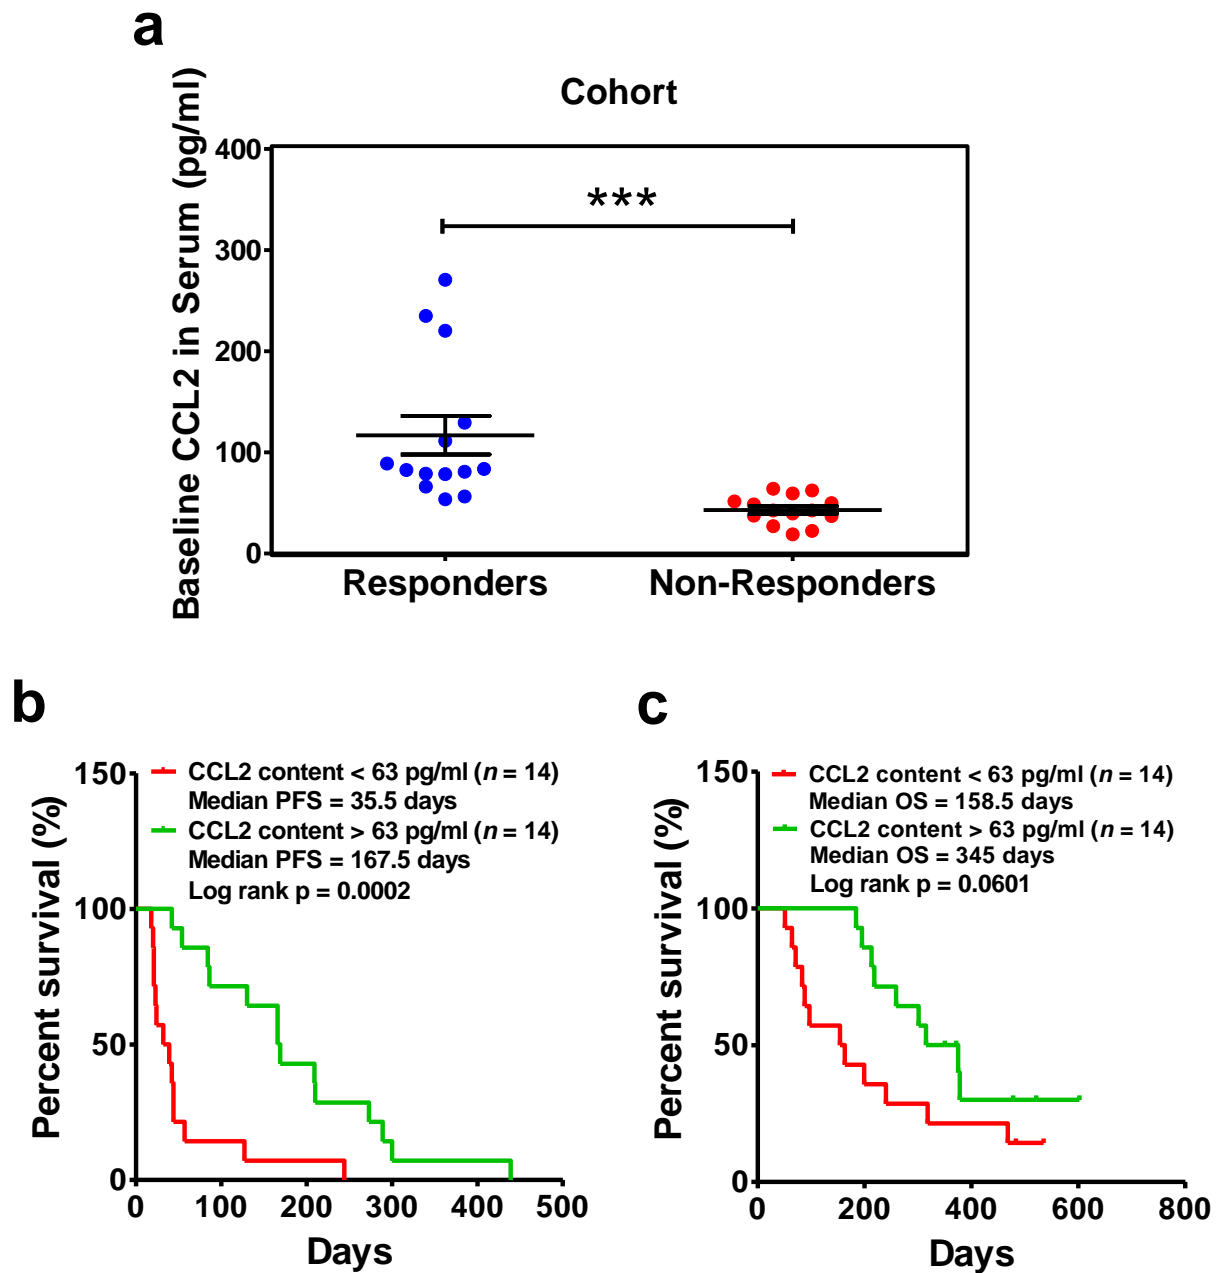 a
Cohort
Baseline CCL2 in Serum (pg/ml)
400
300
200
100
0
***
Responders
Non-Responders
b
Percent survival (%)
150
100
50
0
CCL2 content < 63 pg/ml (n = 14)
Median PFS = 35.5 days
CCL2 content > 63 pg/ml (n = 14)
Median PFS = 167.5 days
Log rank p = 0.0002
0 100 200 300 400 500
Days
c
Percent survival (%)
150
100
50
0
CCL2 content < 63 pg/ml (n = 14)
Median OS = 158.5 days
CCL2 content > 63 pg/ml (n = 14)
Median OS = 345 days
Log rank p = 0.0601
0 200 400 600 800
Days